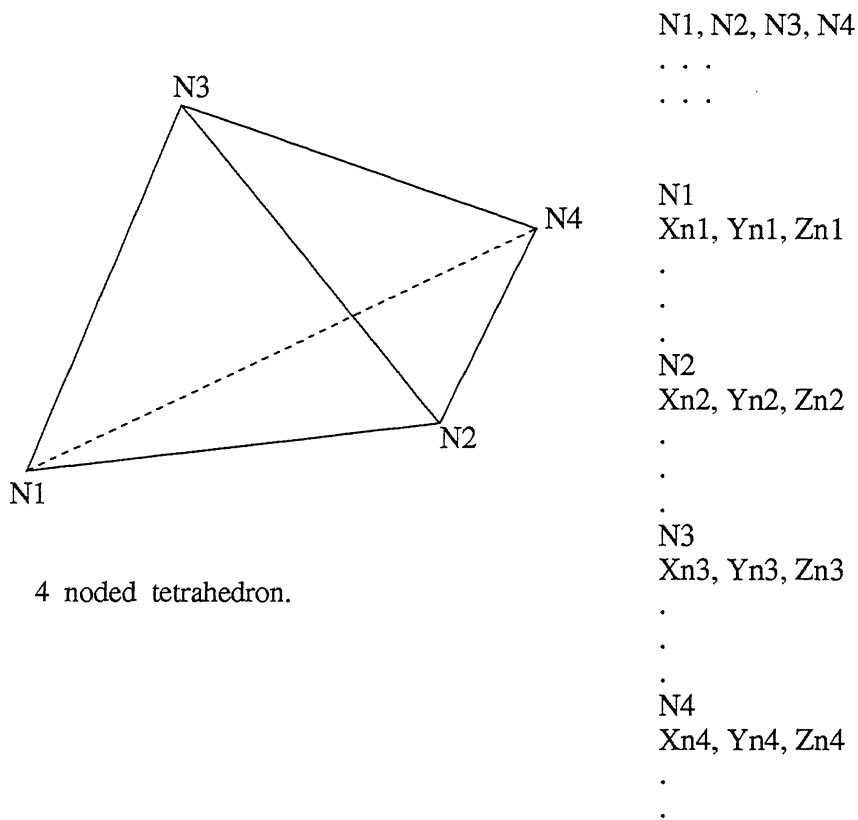 N3
N4
N2
N1
4 noded tetrahedron.
N1, N2, N3, N4
. . .
. . .
N1
Xn1, Yn1, Zn1
.
.
.
N2
Xn2, Yn2, Zn2
.
.
.
N3
Xn3, Yn3, Zn3
.
.
.
N4
Xn4, Yn4, Zn4
.
.